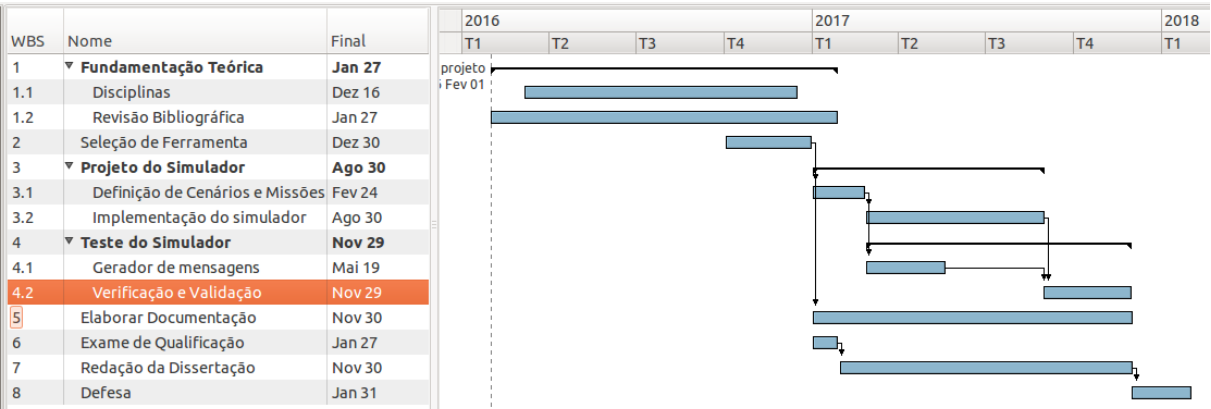 2016 2017 2018
WBS Nome Final T1 T2 T3 T4 T1 T2 T3 T4 T1
1 Fundamentação Teórica Jan 27 projeto
1.1 Disciplinas Dez 16 Fev 01
1.2 Revisão Bibliográfica Jan 27
2 Seleção de Ferramenta Dez 30
3 Projeto do Simulador Ago 30
3.1 Definição de Cenários e Missões Fev 24
3.2 Implementação do simulador Ago 30
4 Teste do Simulador Nov 29
4.1 Gerador de mensagens Mai 19
4.2 Verificação e Validação Nov 29
5 Elaborar Documentação Nov 30
6 Exame de Qualificação Jan 27
7 Redação da Dissertação Nov 30
8 Defesa Jan 31